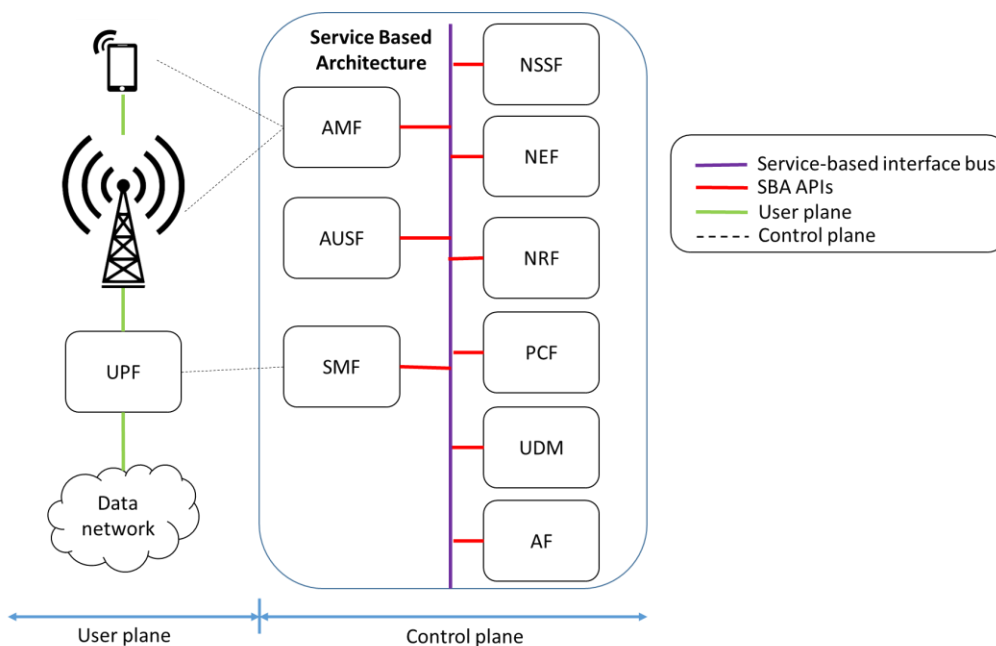 Service Based
Architecture
NSSF
AMF
NEF
AUSF
NRF
SMF
PCF
UPF
UDM
Data
network
AF
Service-based interface bus
SBA APIs
User plane
Control plane
User plane
Control plane